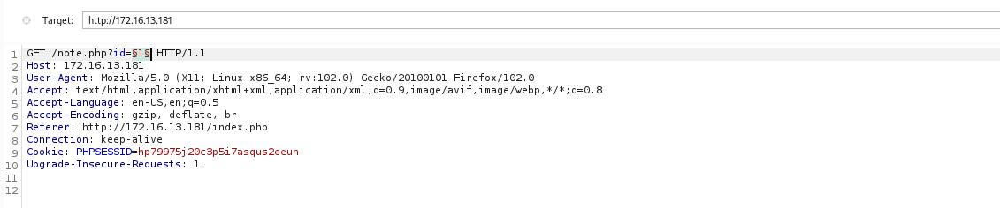 Target: http://172.16.13.181
1 GET /note.php?id=§1§ HTTP/1.1
2 Host: 172.16.13.181
3 User-Agent: Mozilla/5.0 (X11; Linux x86_64; rv:102.0) Gecko/20100101 Firefox/102.0
4 Accept: text/html,application/xhtml+xml,application/xml;q=0.9,image/avif,image/webp,*/*;q=0.8
5 Accept-Language: en-US,en;q=0.5
6 Accept-Encoding: gzip, deflate, br
7 Referer: http://172.16.13.181/index.php
8 Connection: keep-alive
9 Cookie: PHPSESSID=hp79975j20c3p5i7asqus2eeun
10 Upgrade-Insecure-Requests: 1
11
12